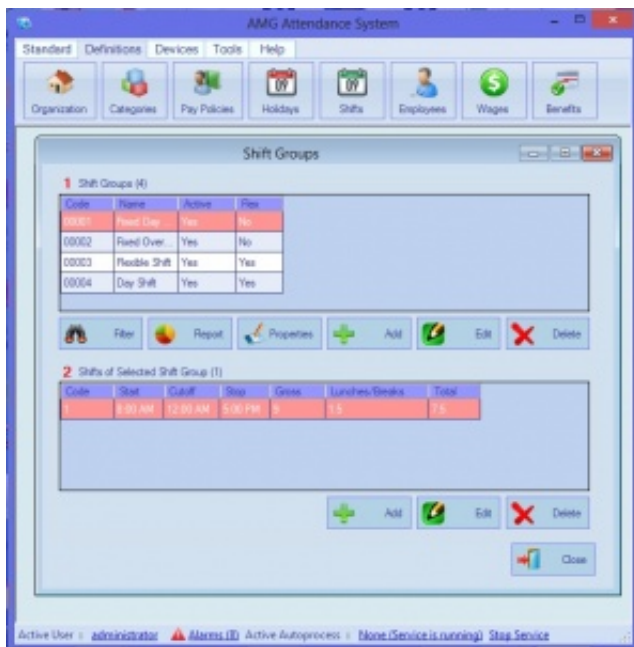 AMG Attendance System
Standard Definitions Devices Tools Help
Organization Categories Pay Policies Holidays Shifts Employees Wages Benefits
Shift Groups
1 Shift Groups (4)
Code Name Active Flex
00001 Fixed Day Yes No
00002 Fixed Over... Yes No
00003 Flexible Shift Yes Yes
00004 Day Shift Yes Yes
Filter Report Properties Add Edit Delete
2 Shifts of Selected Shift Group (1)
Code Start Cutoff Stop Gross Lunches/Breaks Total
1 8:00 AM 12:00 AM 5:00 PM 9 1.5 7.5
Add Edit Delete
Close
Active User : administrator Alarms (0) Active Autoprocess : None (Service is running) Stop Service